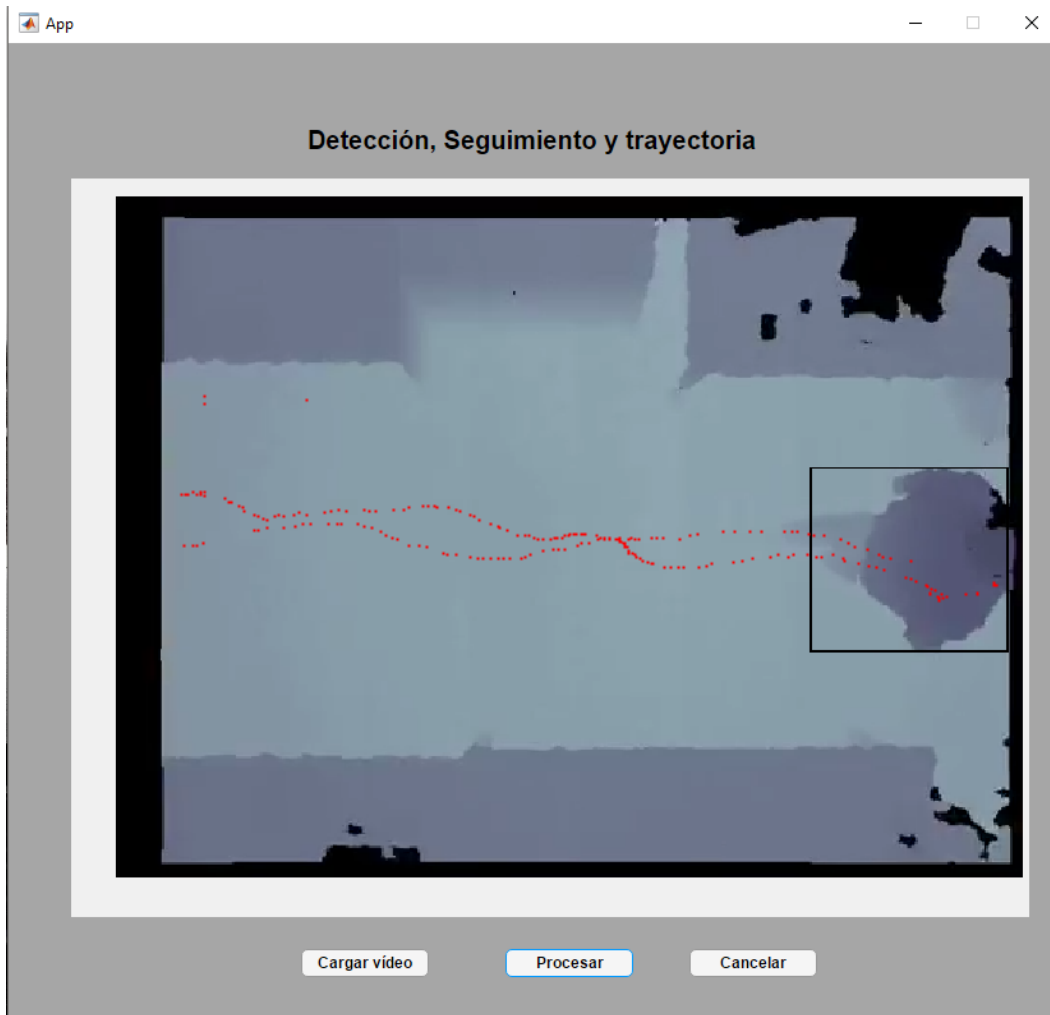 App
Detección, Seguimiento y trayectoria
Cargar vídeo
Procesar
Cancelar